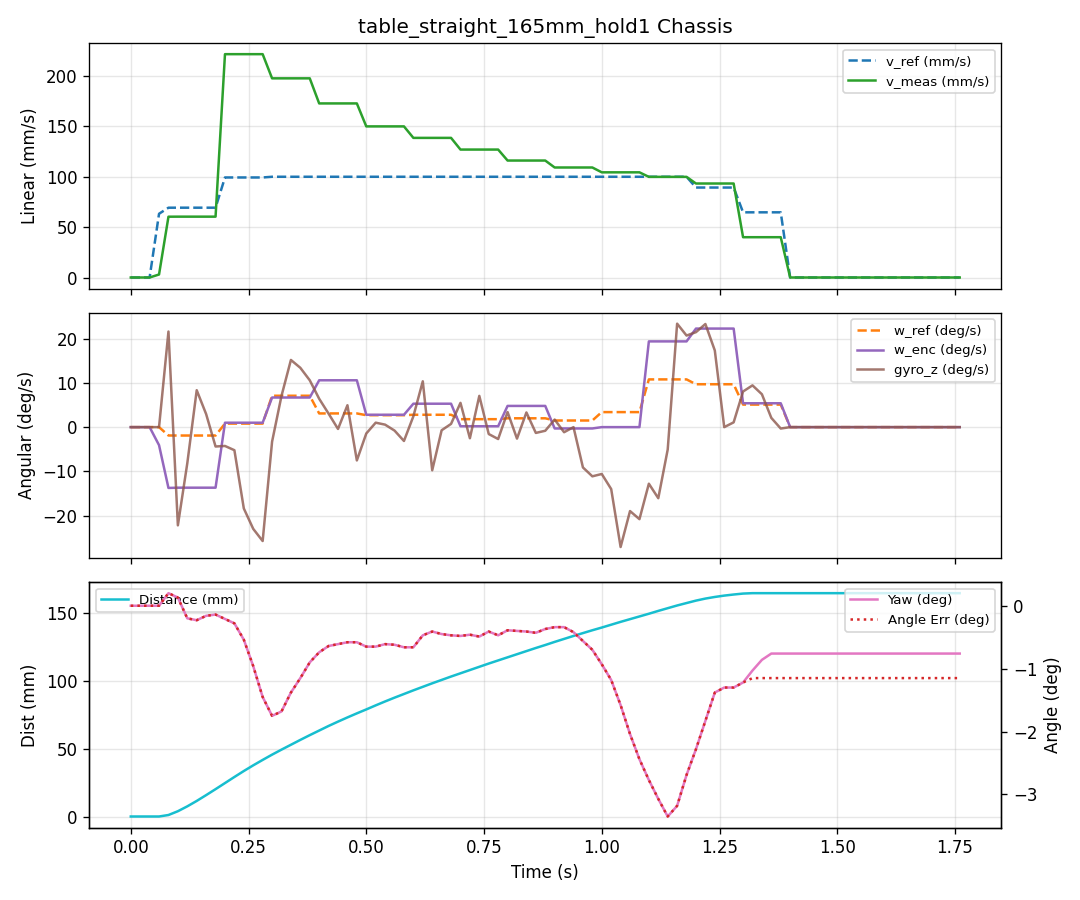 table_straight_165mm_hold1 Chassis
Linear (mm/s)
200
150
100
50
0
v_ref (mm/s)
v_meas (mm/s)
Angular (deg/s)
20
10
0
−10
−20
w_ref (deg/s)
w_enc (deg/s)
gyro_z (deg/s)
Dist (mm)
150
100
50
0
Distance (mm)
Yaw (deg)
Angle Err (deg)
0
−1
−2
−3
Angle (deg)
0.00 0.25 0.50 0.75 1.00 1.25 1.50 1.75
Time (s)